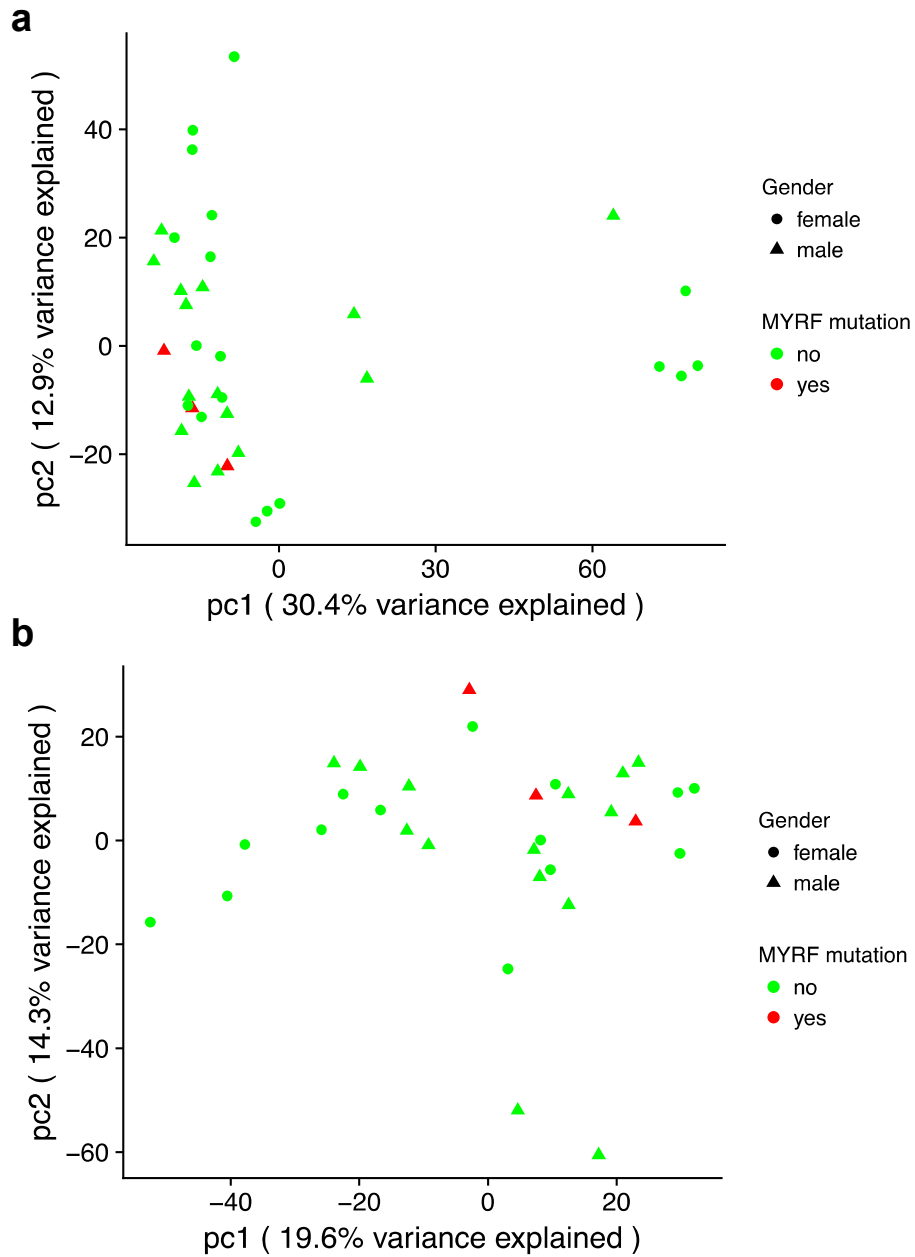 a
pc2 ( 12.9% variance explained )
40
20
0
−20
0
30
60
pc1 ( 30.4% variance explained )
Gender
female
male
MYRF mutation
no
yes
b
pc2 ( 14.3% variance explained )
20
0
−20
−40
−60
−40
−20
0
20
pc1 ( 19.6% variance explained )
Gender
female
male
MYRF mutation
no
yes